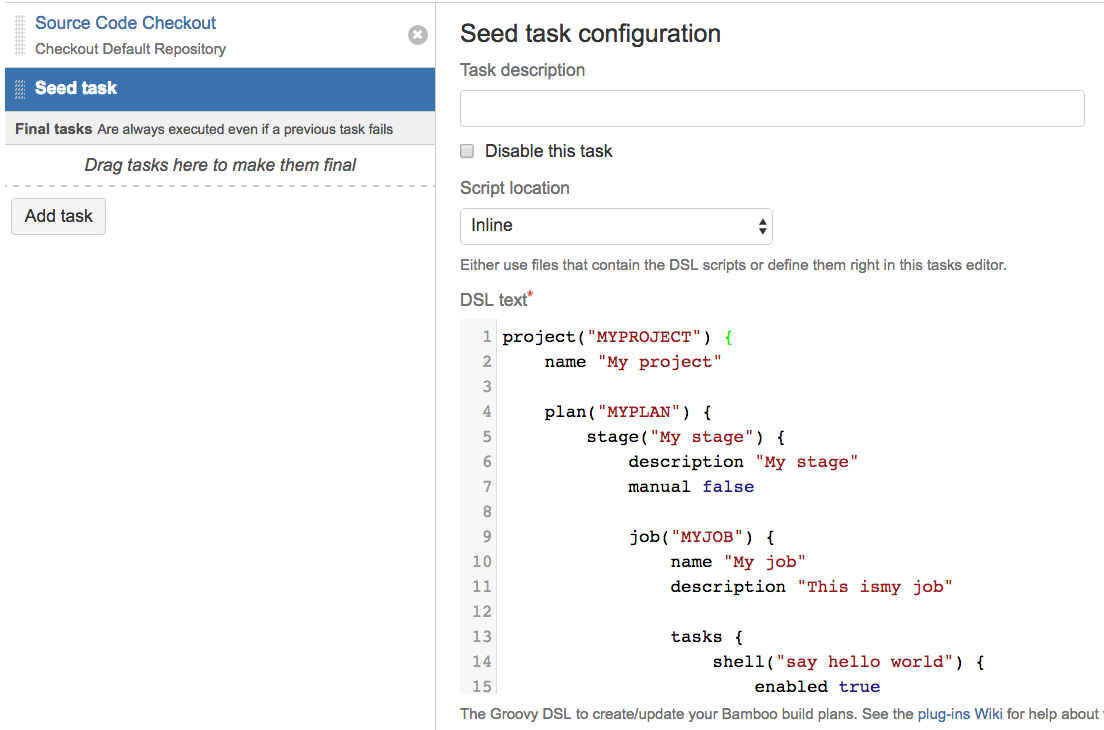 Source Code Checkout
Checkout Default Repository
Seed task
Final tasks Are always executed even if a previous task fails
Drag tasks here to make them final
Add task
Seed task configuration
Task description
Disable this task
Script location
Inline
Either use files that contain the DSL scripts or define them right in this tasks editor.
DSL text*
1 project("MYPROJECT") {
2     name "My project"
3
4     plan("MYPLAN") {
5         stage("My stage") {
6             description "My stage"
7             manual false
8
9             job("MYJOB") {
10                 name "My job"
11                 description "This ismy job"
12
13                 tasks {
14                     shell("say hello world") {
15                         enabled true
The Groovy DSL to create/update your Bamboo build plans. See the plug-ins Wiki for help about